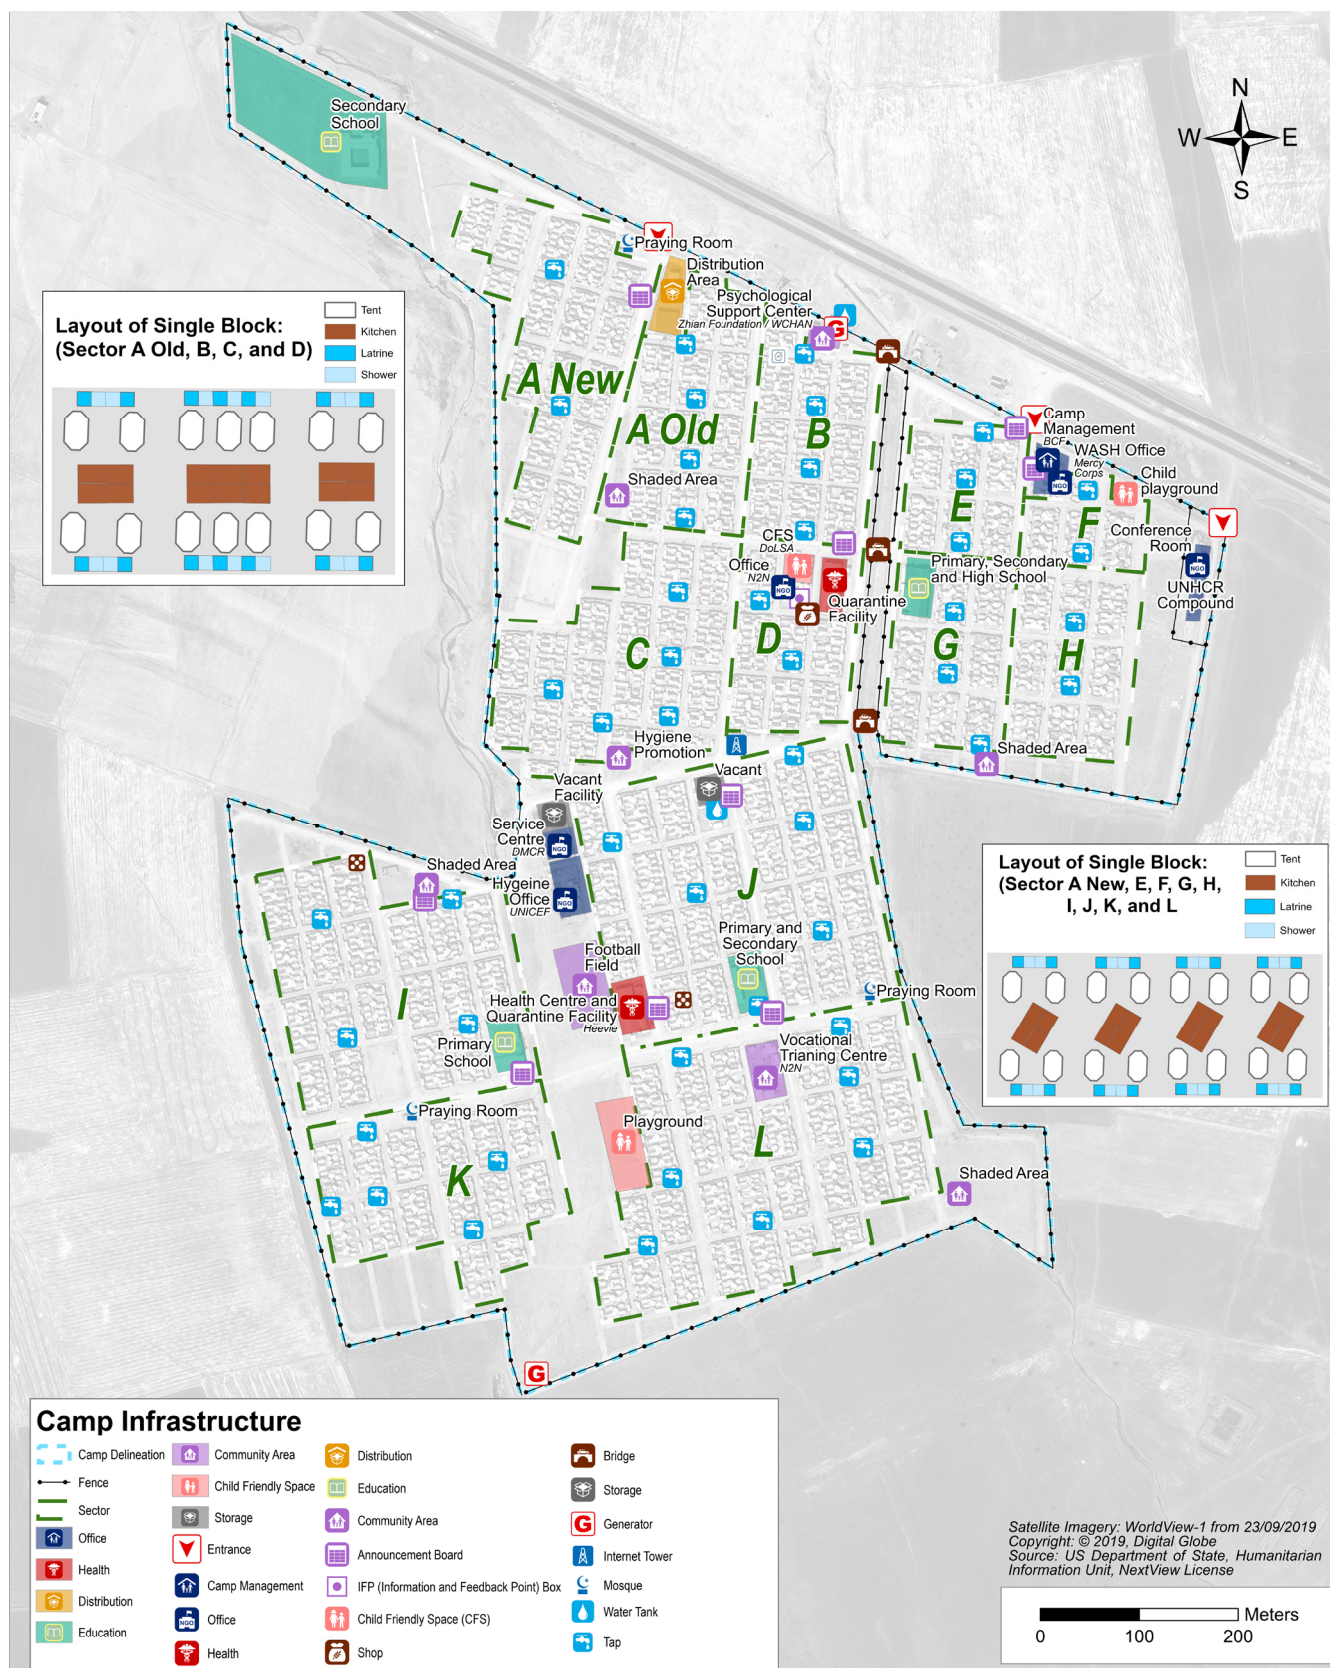 Secondary
School
N
W
E
S
Praying Room
Distribution
Area
Psychological
Support Center
Zhian Foundation / WCHAN
G
Layout of Single Block:
(Sector A Old, B, C, and D)
Tent
Kitchen
Latrine
Shower
A New
A Old
B
Camp
Management
BCF
WASH Office
Mercy
Corps
NGO
Child
playground
Shaded Area
E
F
Conference
Room
NGO
UNHCR
Compound
CFS
DoLSA
Office
N2N
NGO
Quarantine
Facility
Primary, Secondary
and High School
C
D
G
H
Hygiene
Promotion
Shaded Area
Vacant
Vacant
Facility
Service
Centre
DMCR
NGO
Shaded Area
Hygeine
Office
UNICEF
NGO
J
Layout of Single Block:
(Sector A New, E, F, G, H,
I, J, K, and L
Tent
Kitchen
Latrine
Shower
Primary and
Secondary
School
Football
Field
I
Health Centre and
Quarantine Facility
Heevie
Praying Room
Primary
School
Vocational
Trianing Centre
N2N
Praying Room
Playground
K
L
Shaded Area
G
Camp Infrastructure
Camp Delineation
Fence
Sector
Office
Health
Distribution
Education
Community Area
Child Friendly Space
Storage
Entrance
Camp Management
NGO
Office
Health
Distribution
Education
Community Area
Announcement Board
IFP (Information and Feedback Point) Box
Child Friendly Space (CFS)
Shop
Bridge
Storage
G
Generator
Internet Tower
Mosque
Water Tank
Tap
Satellite Imagery: WorldView-1 from 23/09/2019
Copyright: © 2019, Digital Globe
Source: US Department of State, Humanitarian
Information Unit, NextView License
Meters
0
100
200